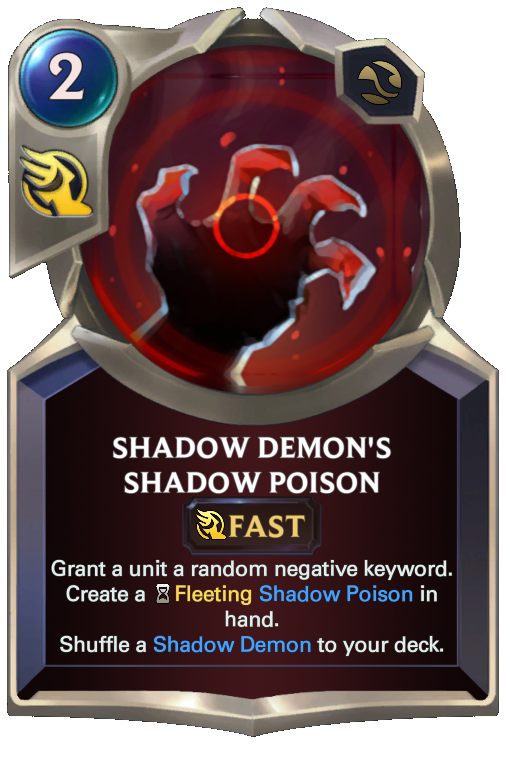 2
SHADOW DEMON'S
SHADOW POISON
FAST
Grant a unit a random negative keyword.
Create a Fleeting Shadow Poison in
hand.
Shuffle a Shadow Demon to your deck.